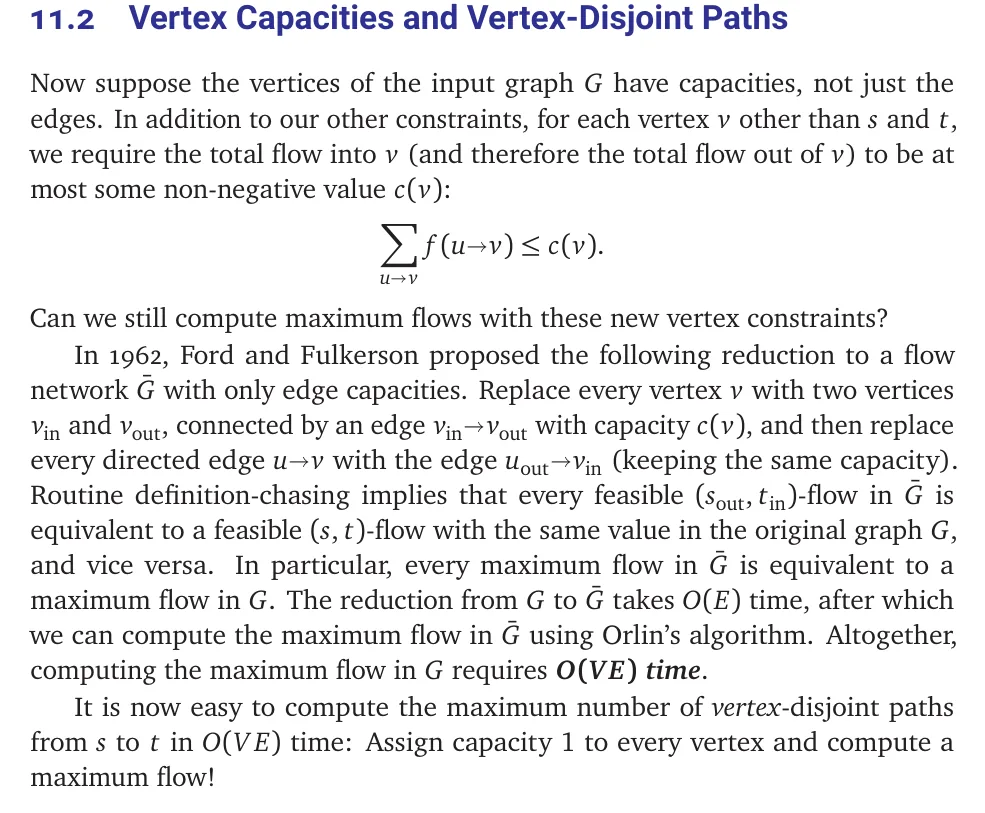 11.2 Vertex Capacities and Vertex-Disjoint Paths
Now suppose the vertices of the input graph G have capacities, not just the
edges. In addition to our other constraints, for each vertex v other than s and t,
we require the total flow into v (and therefore the total flow out of v) to be at
most some non-negative value c(v):
∑ f(u→v) ≤ c(v).
u→v
Can we still compute maximum flows with these new vertex constraints?
In 1962, Ford and Fulkerson proposed the following reduction to a flow
network Ḡ with only edge capacities. Replace every vertex v with two vertices
v_in and v_out, connected by an edge v_in→v_out with capacity c(v), and then replace
every directed edge u→v with the edge u_out→v_in (keeping the same capacity).
Routine definition-chasing implies that every feasible (s_out, t_in)-flow in Ḡ is
equivalent to a feasible (s, t)-flow with the same value in the original graph G,
and vice versa. In particular, every maximum flow in Ḡ is equivalent to a
maximum flow in G. The reduction from G to Ḡ takes O(E) time, after which
we can compute the maximum flow in Ḡ using Orlin’s algorithm. Altogether,
computing the maximum flow in G requires O(VE) time.
It is now easy to compute the maximum number of vertex-disjoint paths
from s to t in O(VE) time: Assign capacity 1 to every vertex and compute a
maximum flow!